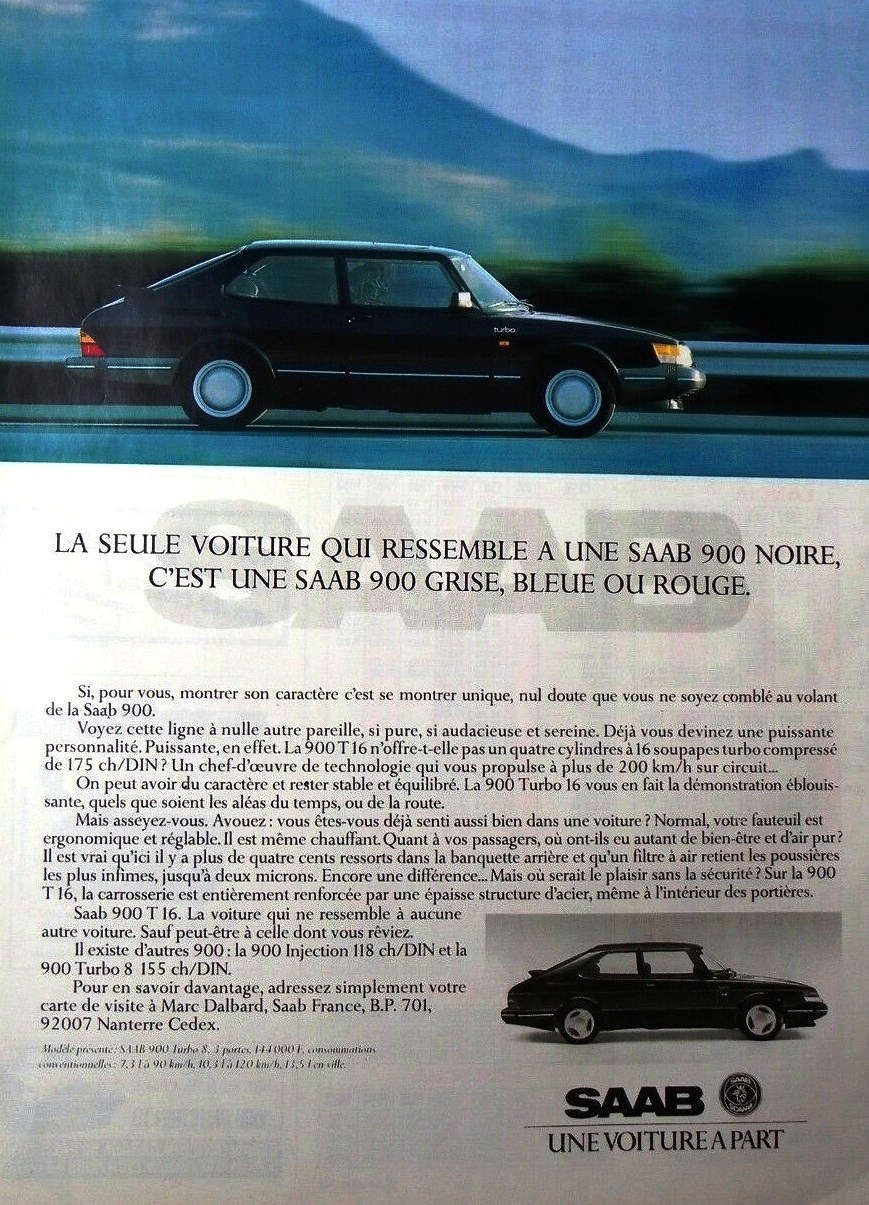 turbo
SAAB
LA SEULE VOITURE QUI RESSEMBLE A UNE SAAB 900 NOIRE,
C'EST UNE SAAB 900 GRISE, BLEUE OU ROUGE.
Si, pour vous, montrer son caractère c'est se montrer unique, nul doute que vous ne soyez comblé au volant
de la Saab 900.
Voyez cette ligne à nulle autre pareille, si pure, si audacieuse et sereine. Déjà vous devinez une puissante
personnalité. Puissante, en effet. La 900 T 16 n'offre-t-elle pas un quatre cylindres à 16 soupapes turbo compressé
de 175 ch/DIN ? Un chef-d'œuvre de technologie qui vous propulse à plus de 200 km/h sur circuit...
On peut avoir du caractère et rester stable et équilibré. La 900 Turbo 16 vous en fait la démonstration éblouis-
sante, quels que soient les aléas du temps, ou de la route.
Mais asseyez-vous. Avouez : vous êtes-vous déjà senti aussi bien dans une voiture ? Normal, votre fauteuil est
ergonomique et réglable. Il est même chauffant. Quant à vos passagers, où ont-ils eu autant de bien-être et d'air pur ?
Il est vrai qu'ici il y a plus de quatre cents ressorts dans la banquette arrière et qu'un filtre à air retient les poussières
les plus infimes, jusqu'à deux microns. Encore une différence... Mais où serait le plaisir sans la sécurité ? Sur la 900
T 16, la carrosserie est entièrement renforcée par une épaisse structure d'acier, même à l'intérieur des portières.
Saab 900 T 16. La voiture qui ne ressemble à aucune
autre voiture. Sauf peut-être à celle dont vous rêviez.
Il existe d'autres 900 : la 900 Injection 118 ch/DIN et la
900 Turbo 8 155 ch/DIN.
Pour en savoir davantage, adressez simplement votre
carte de visite à Marc Dalbard, Saab France, B.P. 701,
92007 Nanterre Cedex.
Modèle présenté : SAAB 900 Turbo 8, 3 portes, 144 000 F, consommations
conventionnelles : 7,3 l à 90 km/h, 10,3 l à 120 km/h, 13,5 l en ville.
SAAB SAAB SCANIA
UNE VOITURE A PART